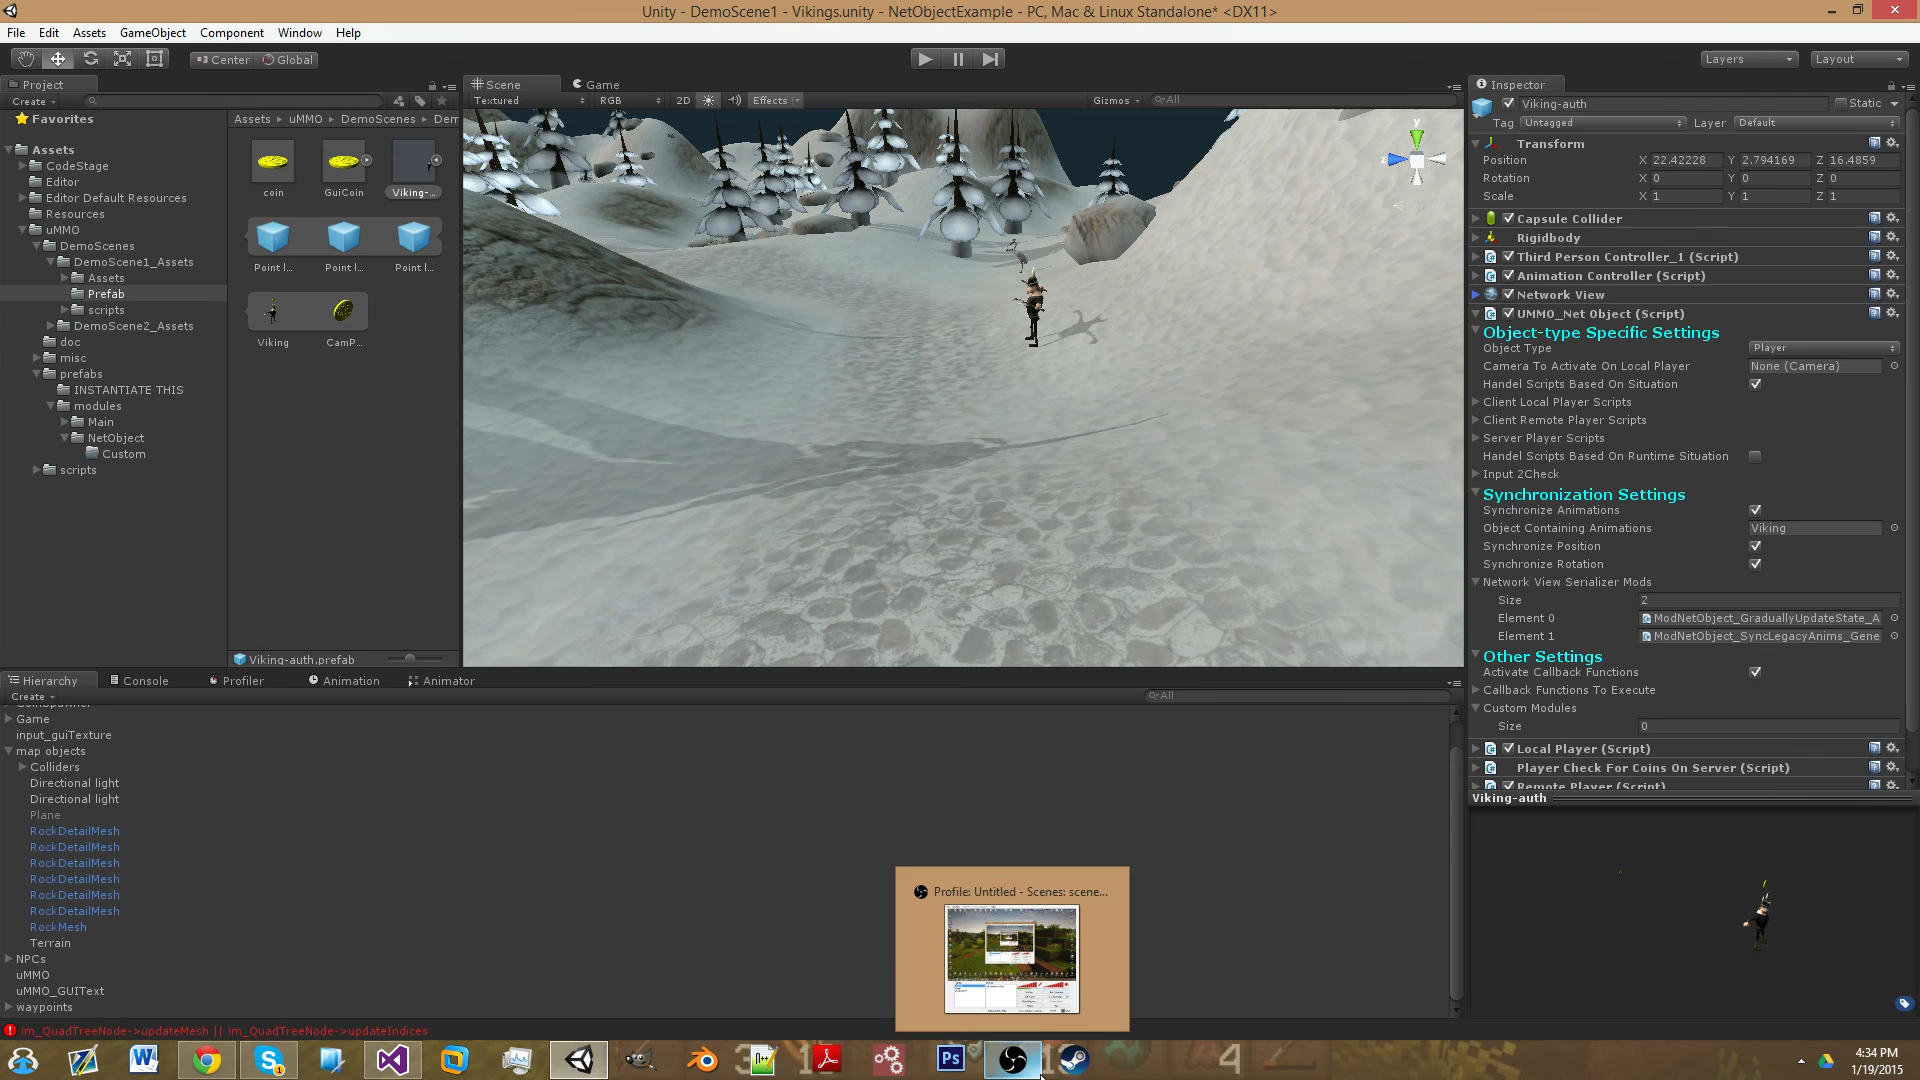 Unity - DemoScene1 - Vikings.unity - NetObjectExample - PC, Mac & Linux Standalone* <DX11>
File Edit Assets GameObject Component Window Help
Center Global
Layers Layout
Project
Create
Favorites
Assets
CodeStage
Editor
Editor Default Resources
Resources
uMMO
DemoScenes
DemoScene1_Assets
Assets
Prefab
scripts
DemoScene2_Assets
doc
misc
prefabs
INSTANTIATE THIS
modules
Main
NetObject
Custom
scripts
Assets uMMO DemoScenes Dem
coin GuiCoin Viking-...
Point l... Point l... Point l...
Viking CamP...
Viking-auth.prefab
Scene Game
Textured RGB 2D Effects Gizmos All
y
z
Inspector
Viking-auth Static
Tag Untagged Layer Default
Transform
Position X 22.42228 Y 2.794169 Z 16.4859
Rotation X 0 Y 0 Z 0
Scale X 1 Y 1 Z 1
Capsule Collider
Rigidbody
Third Person Controller_1 (Script)
Animation Controller (Script)
Network View
UMMO_Net Object (Script)
Object-type Specific Settings
Object Type Player
Camera To Activate On Local Player None (Camera)
Handel Scripts Based On Situation
Client Local Player Scripts
Client Remote Player Scripts
Server Player Scripts
Handel Scripts Based On Runtime Situation
Input 2Check
Synchronization Settings
Synchronize Animations
Object Containing Animations Viking
Synchronize Position
Synchronize Rotation
Network View Serializer Mods
Size 2
Element 0 ModNetObject_GraduallyUpdateState_A
Element 1 ModNetObject_SyncLegacyAnims_Gene
Other Settings
Activate Callback Functions
Callback Functions To Execute
Custom Modules
Size 0
Local Player (Script)
Player Check For Coins On Server (Script)
Remote Player (Script)
Viking-auth
Hierarchy Console Profiler Animation Animator
Create All
CoinSpawner
Game
input_guiTexture
map objects
Colliders
Directional light
Directional light
Plane
RockDetailMesh
RockDetailMesh
RockDetailMesh
RockDetailMesh
RockDetailMesh
RockDetailMesh
RockMesh
Terrain
NPCs
uMMO
uMMO_GUIText
waypoints
Profile: Untitled - Scenes: scene...
!m_QuadTreeNode->updateMesh || !m_QuadTreeNode->updateIndices
4:34 PM
1/19/2015